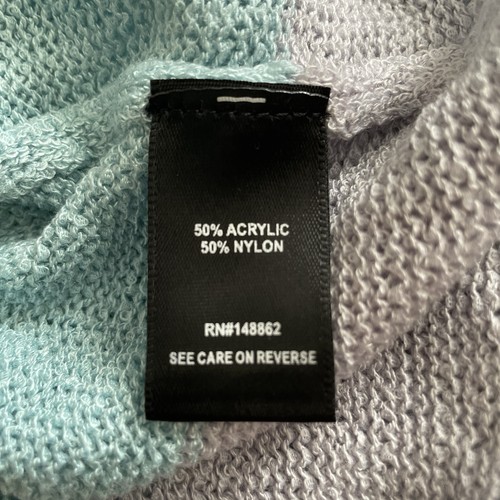 50% ACRYLIC
50% NYLON
RN#148862
SEE CARE ON REVERSE